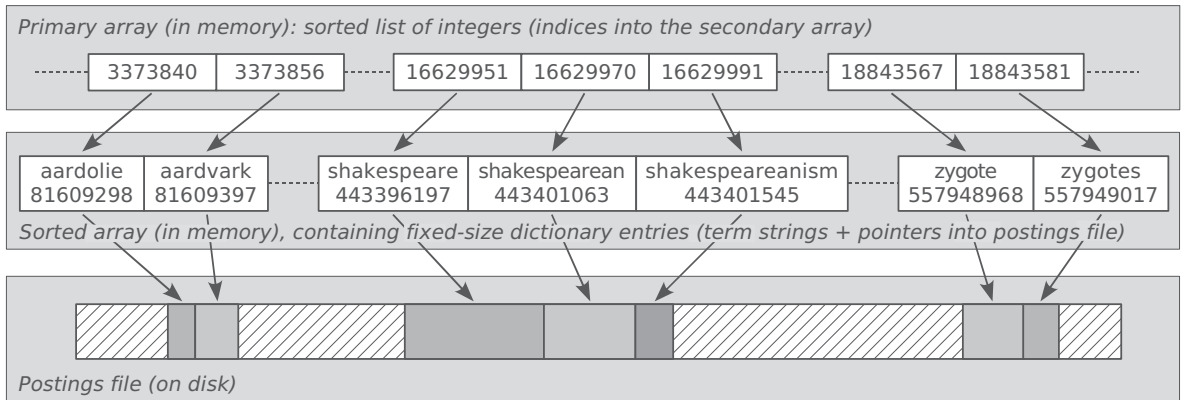 Primary array (in memory): sorted list of integers (indices into the secondary array)
3373840 3373856 16629951 16629970 16629991 18843567 18843581
aardolie aardvark shakespeare shakespearean shakespeareanism zygote zygotes
81609298 81609397 443396197 443401063 443401545 557948968 557949017
Sorted array (in memory), containing fixed-size dictionary entries (term strings + pointers into postings file)
Postings file (on disk)